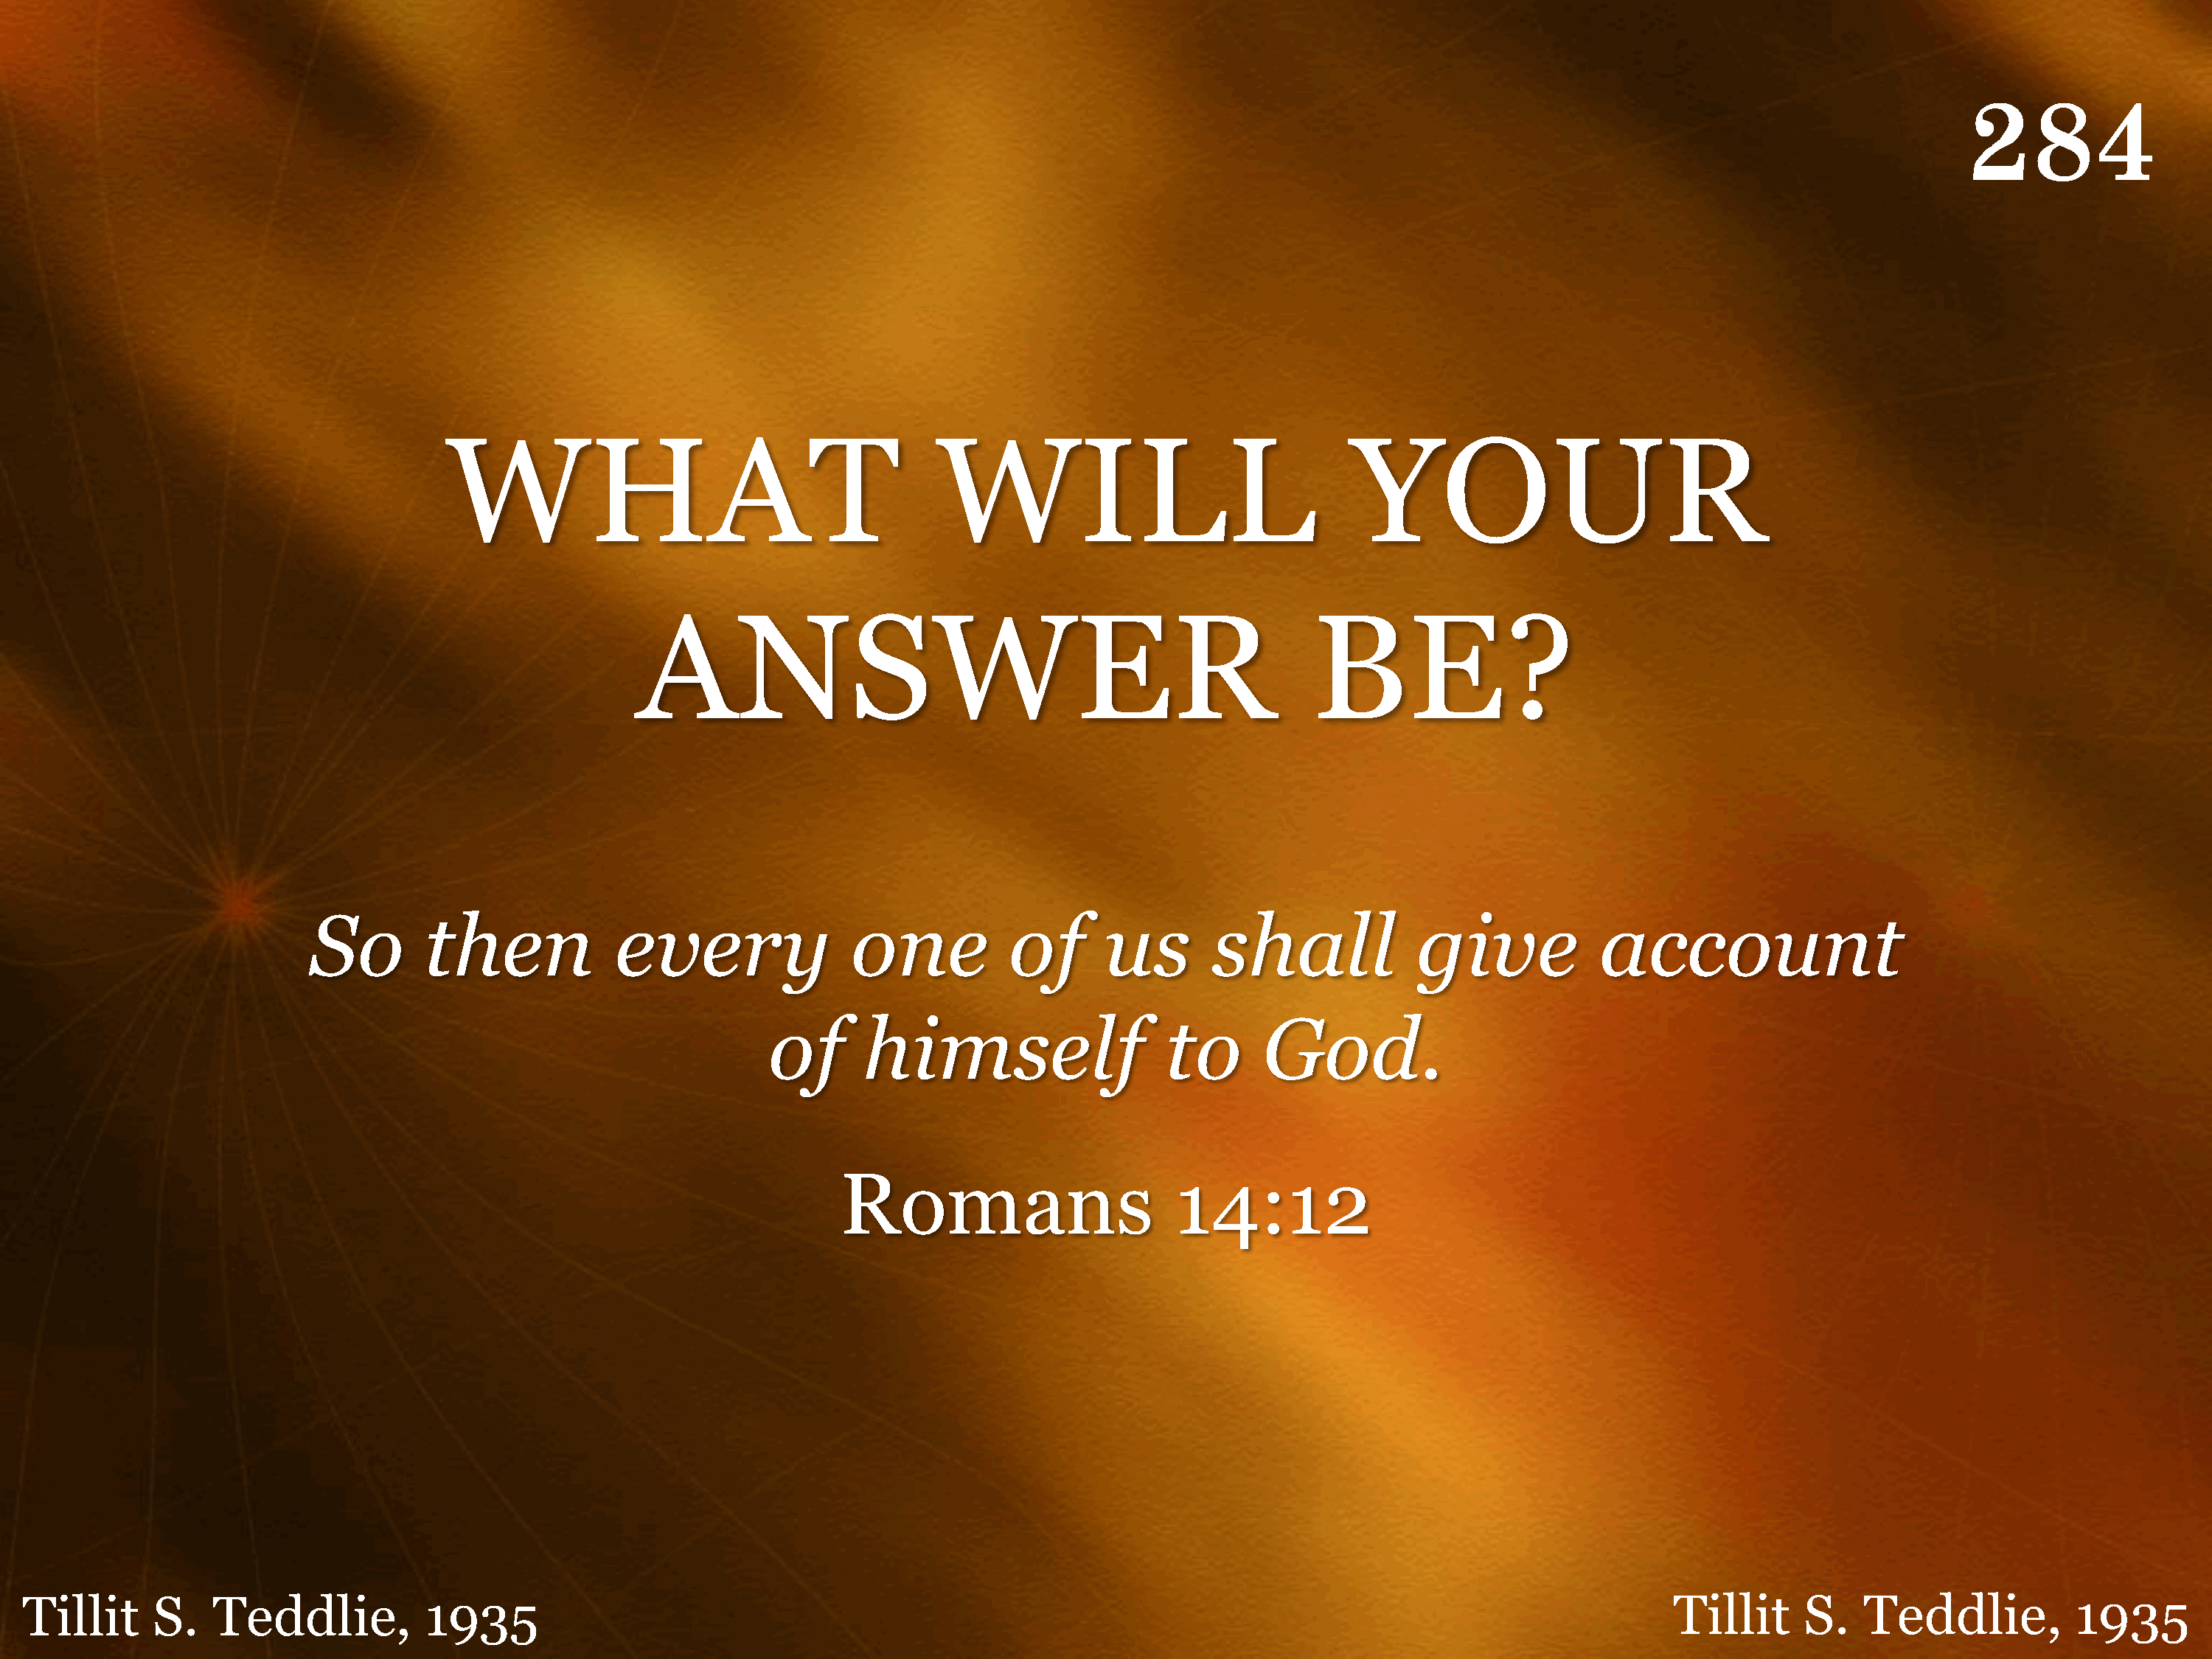 284
WHAT WILL YOUR
ANSWER BE?
So then every one of us shall give account
of himself to God.
Romans 14:12
Tillit S. Teddlie, 1935
Tillit S. Teddlie, 1935